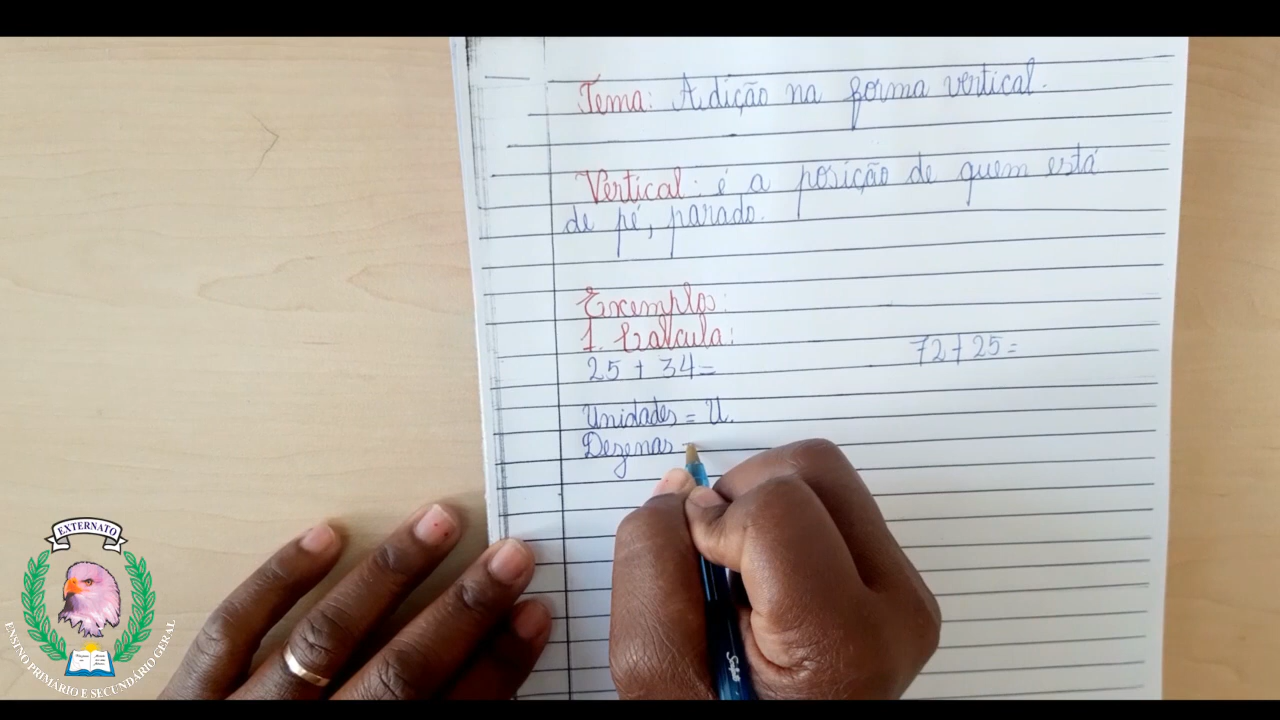 Tema: Adição na forma vertical.
Vertical: é a posição de quem está
de pé, parado.
Exemplo:
1. Calcula:
25 + 34=
72+25=
Unidades = U.
Dezenas =
EXTERNATO
ENSINO PRIMÁRIO E SECUNDÁRIO GERAL